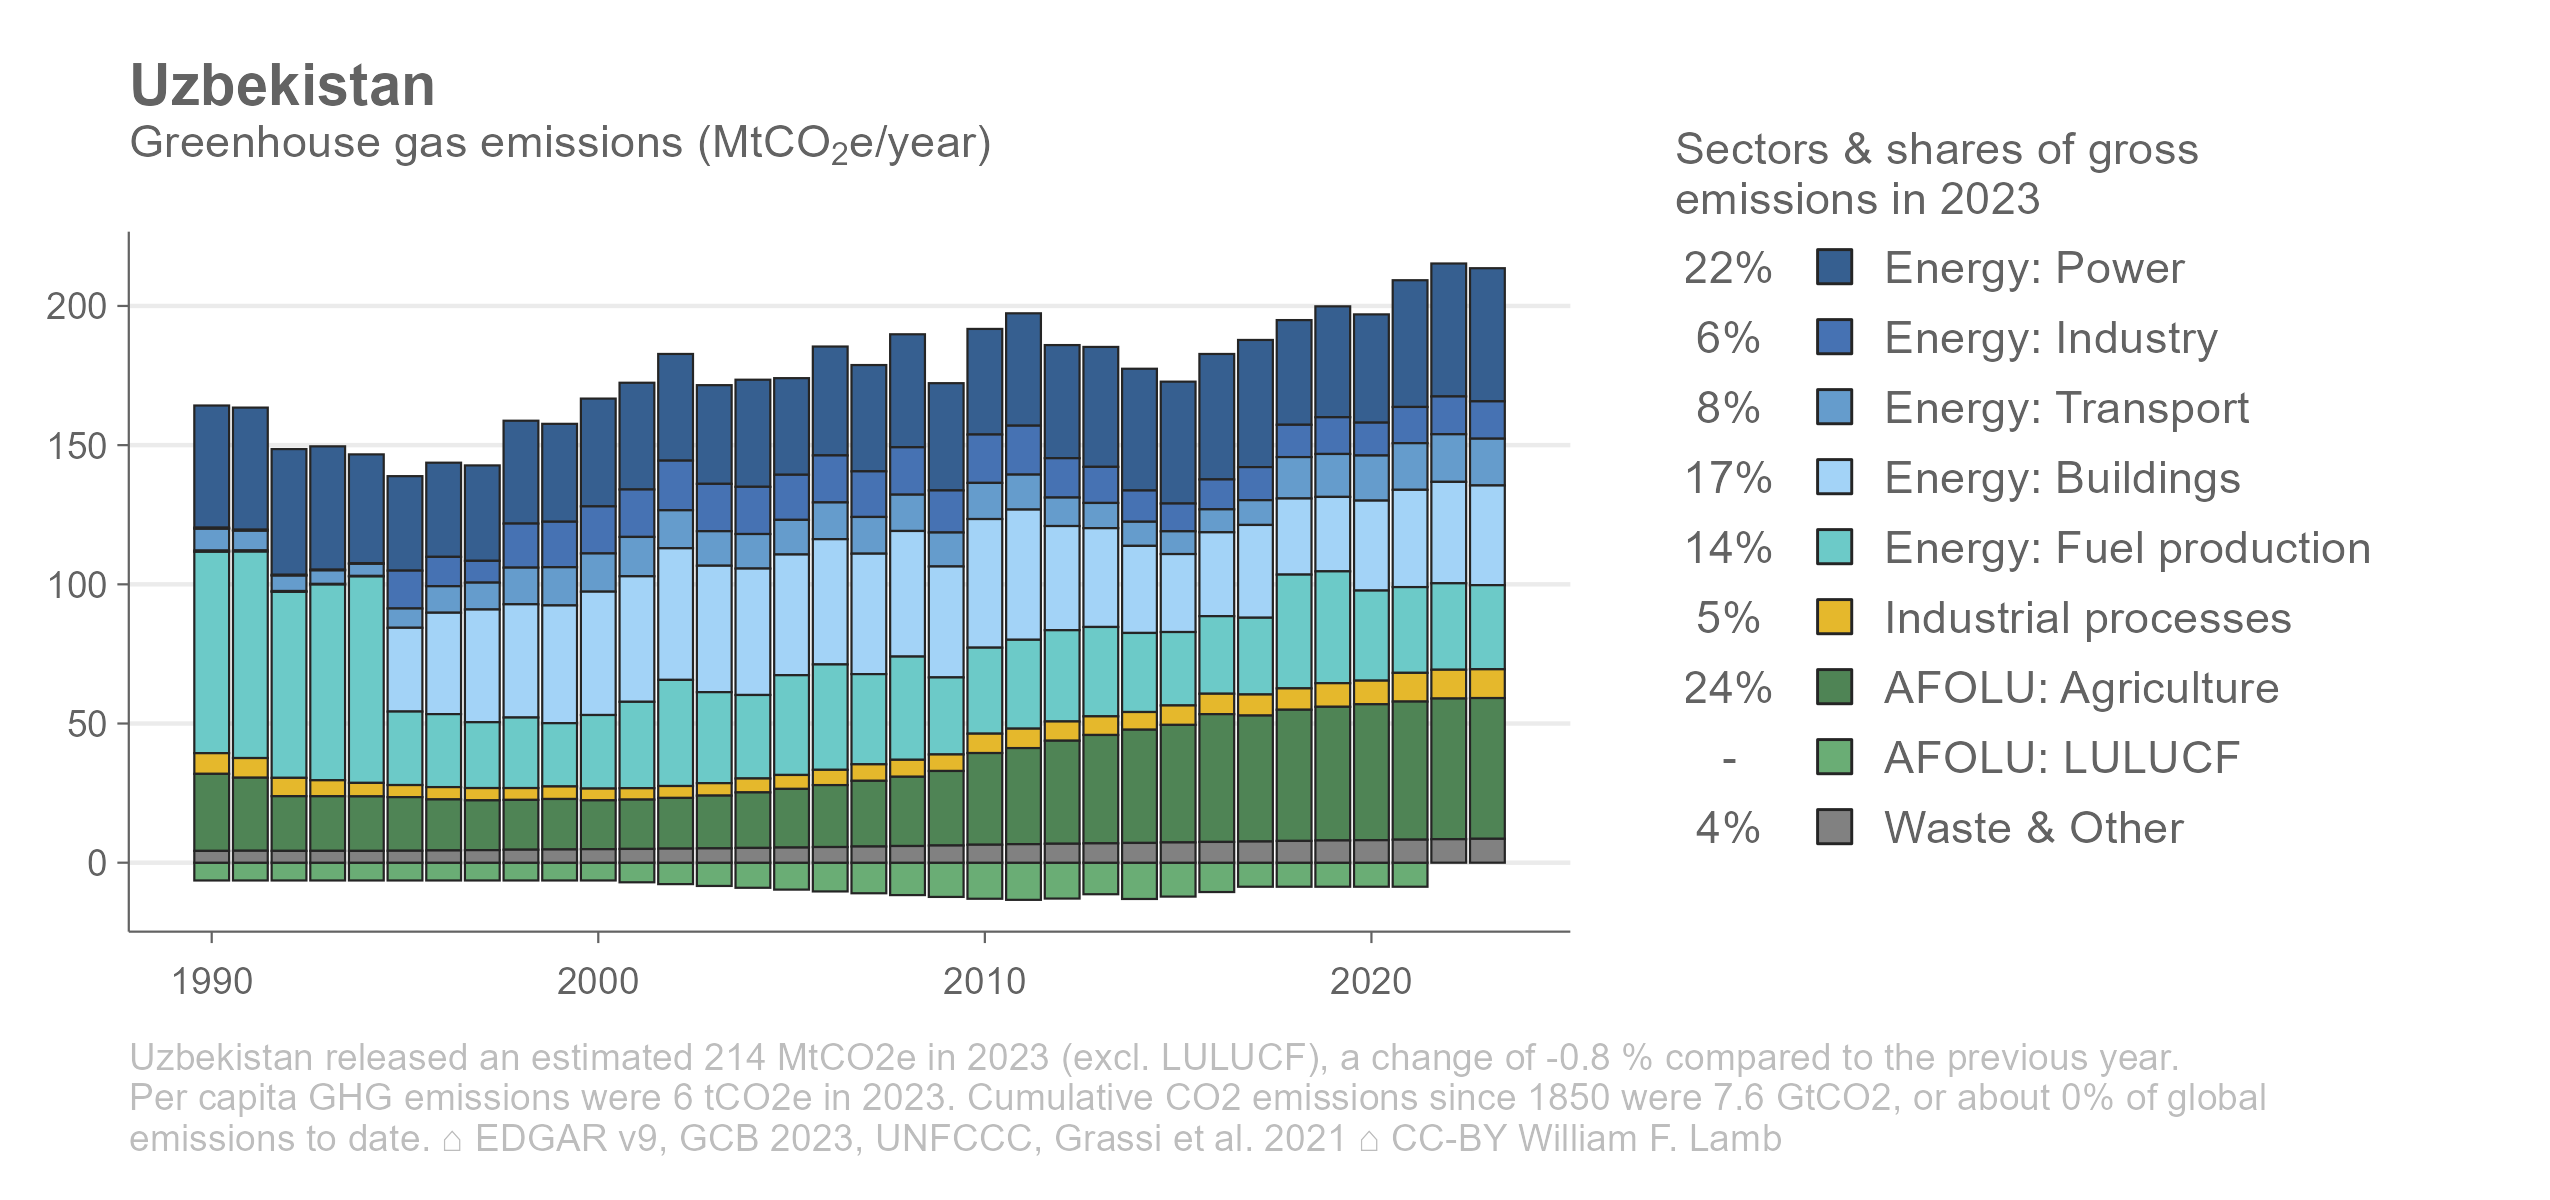 Uzbekistan
Greenhouse gas emissions (MtCO₂e/year)
200
150
100
50
0
1990 2000 2010 2020
Sectors & shares of gross
emissions in 2023
22% Energy: Power
6% Energy: Industry
8% Energy: Transport
17% Energy: Buildings
14% Energy: Fuel production
5% Industrial processes
24% AFOLU: Agriculture
- AFOLU: LULUCF
4% Waste & Other
Uzbekistan released an estimated 214 MtCO2e in 2023 (excl. LULUCF), a change of -0.8 % compared to the previous year.
Per capita GHG emissions were 6 tCO2e in 2023. Cumulative CO2 emissions since 1850 were 7.6 GtCO2, or about 0% of global
emissions to date. ⌂ EDGAR v9, GCB 2023, UNFCCC, Grassi et al. 2021 ⌂ CC-BY William F. Lamb